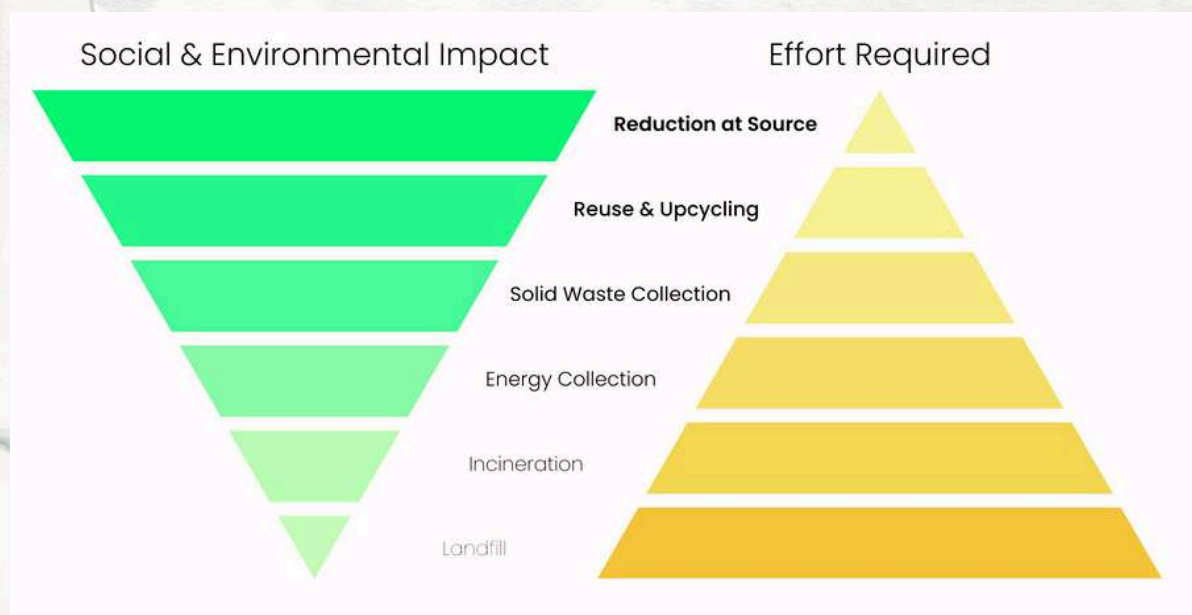 Social & Environmental Impact
Effort Required
Reduction at Source
Reuse & Upcycling
Solid Waste Collection
Energy Collection
Incineration
Landfill